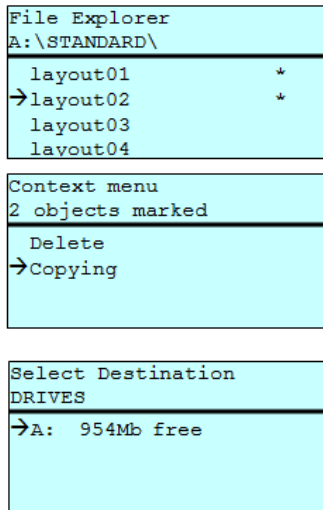 File Explorer
A:\STANDARD\
layout01 *
→layout02 *
layout03
layout04
Context menu
2 objects marked
Delete
→Copying
Select Destination
DRIVES
→A: 954Mb free